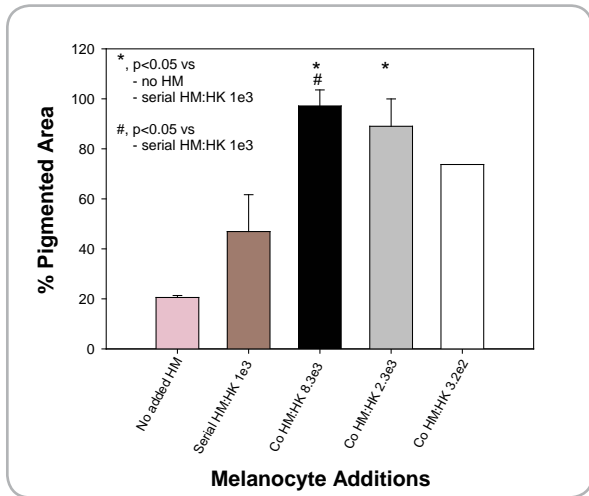 *, p<0.05 vs
- no HM
- serial HM:HK 1e3
#, p<0.05 vs
- serial HM:HK 1e3
*
#
*
120
100
80
60
40
20
0
% Pigmented Area
No added HM
Serial HM:HK 1e3
Co HM:HK 8.3e3
Co HM:HK 2.3e3
Co HM:HK 3.2e2
Melanocyte Additions